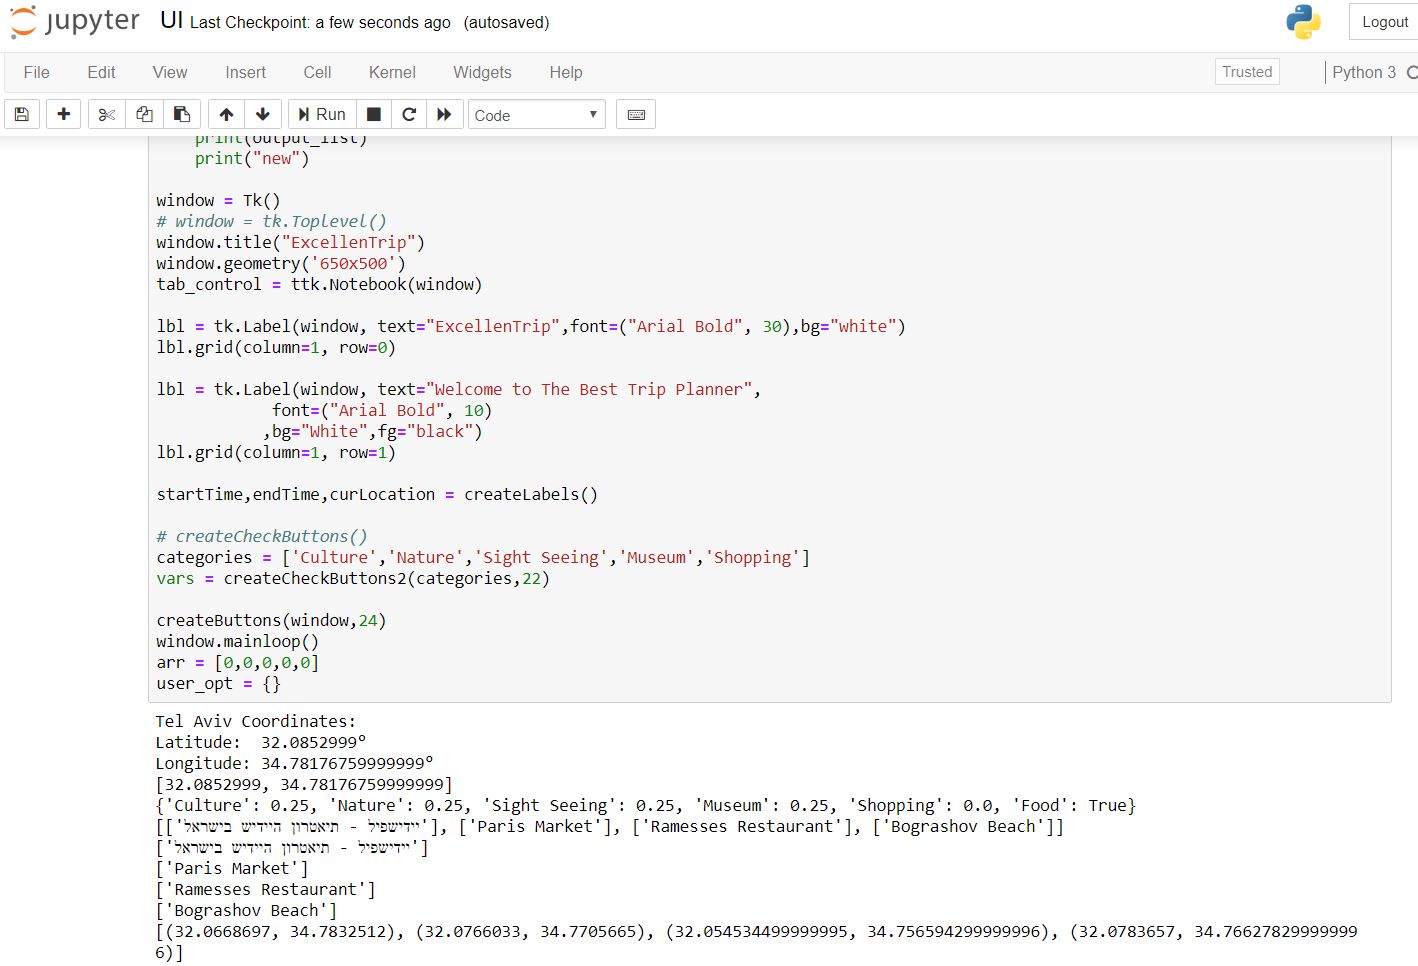 jupyter UI Last Checkpoint: a few seconds ago (autosaved) Logout
File Edit View Insert Cell Kernel Widgets Help Trusted Python 3
Run Code
print(output_list)
print("new")
window = Tk()
# window = tk.Toplevel()
window.title("ExcellenTrip")
window.geometry('650x500')
tab_control = ttk.Notebook(window)
lbl = tk.Label(window, text="ExcellenTrip",font=("Arial Bold", 30),bg="white")
lbl.grid(column=1, row=0)
lbl = tk.Label(window, text="Welcome to The Best Trip Planner",
font=("Arial Bold", 10)
,bg="White",fg="black")
lbl.grid(column=1, row=1)
startTime,endTime,curLocation = createLabels()
# createCheckButtons()
categories = ['Culture','Nature','Sight Seeing','Museum','Shopping']
vars = createCheckButtons2(categories,22)
createButtons(window,24)
window.mainloop()
arr = [0,0,0,0,0]
user_opt = {}
Tel Aviv Coordinates:
Latitude:  32.0852999º
Longitude: 34.78176759999999º
[32.0852999, 34.78176759999999]
{'Culture': 0.25, 'Nature': 0.25, 'Sight Seeing': 0.25, 'Museum': 0.25, 'Shopping': 0.0, 'Food': True}
[['יידישפיל - תיאטרון היידיש בישראל'], ['Paris Market'], ['Ramesses Restaurant'], ['Bograshov Beach']]
['יידישפיל - תיאטרון היידיש בישראל']
['Paris Market']
['Ramesses Restaurant']
['Bograshov Beach']
[(32.0668697, 34.7832512), (32.0766033, 34.7705665), (32.054534499999995, 34.756594299999996), (32.0783657, 34.76627829999999
6)]